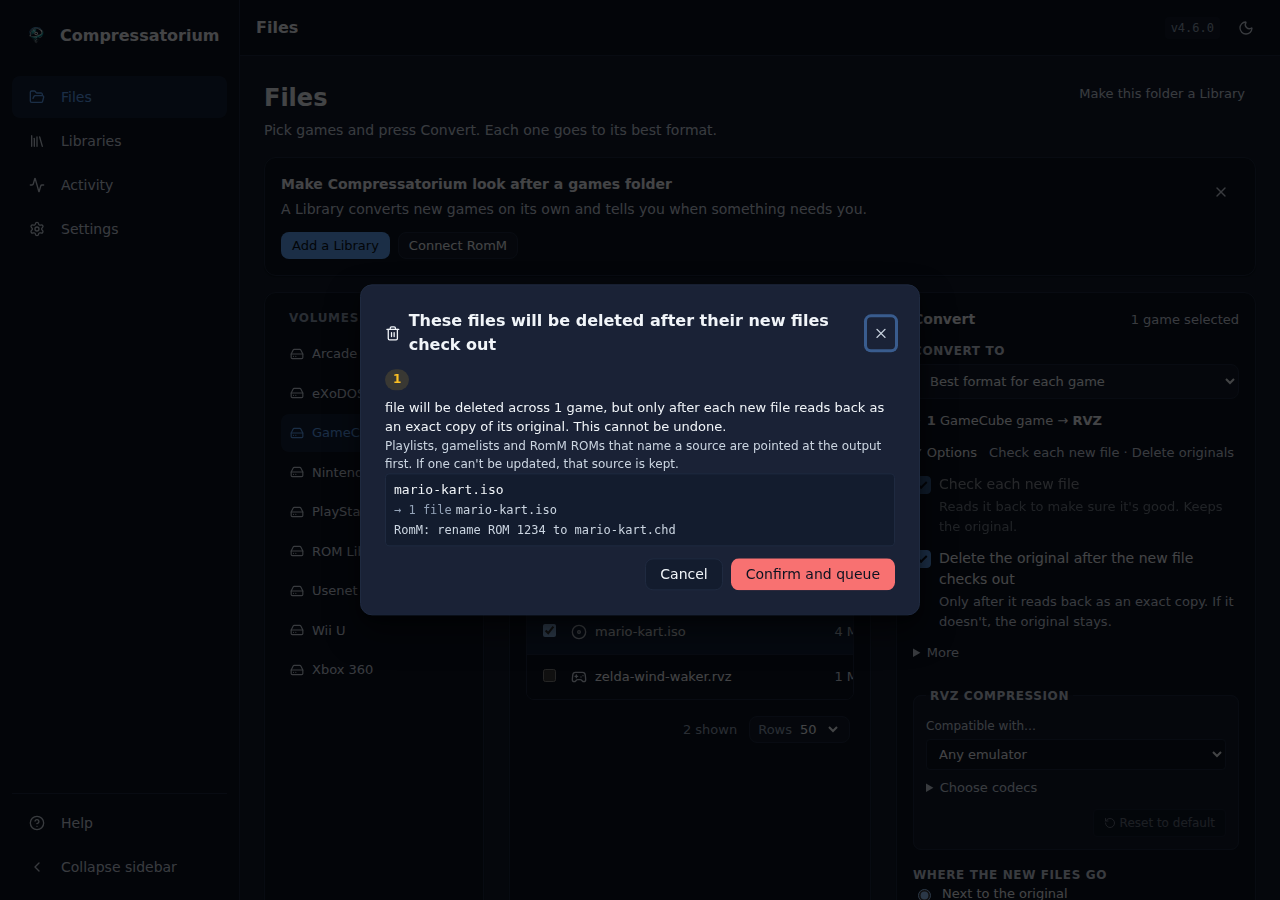 Compressatorium
Files
v4.6.0
Files
Libraries
Activity
Settings
Help
Collapse sidebar
Files
Make this folder a Library
Pick games and press Convert. Each one goes to its best format.
Make Compressatorium look after a games folder
A Library converts new games on its own and tells you when something needs you.
Add a Library
Connect RomM
VOLUMES
Arcade
eXoDOS
GameC
Nintend
PlaySta
ROM Li
Usenet
Wii U
Xbox 360
These files will be deleted after their new files
check out
1
file will be deleted across 1 game, but only after each new file reads back as
an exact copy of its original. This cannot be undone.
Playlists, gamelists and RomM ROMs that name a source are pointed at the output
first. If one can't be updated, that source is kept.
mario-kart.iso
→ 1 file mario-kart.iso
RomM: rename ROM 1234 to mario-kart.chd
Cancel
Confirm and queue
mario-kart.iso
4 M
zelda-wind-waker.rvz
1 M
2 shown
Rows 50
Convert
1 game selected
CONVERT TO
Best format for each game
1 GameCube game → RVZ
Options Check each new file · Delete originals
Check each new file
Reads it back to make sure it's good. Keeps
the original.
Delete the original after the new file
checks out
Only after it reads back as an exact copy. If it
doesn't, the original stays.
More
RVZ COMPRESSION
Compatible with...
Any emulator
Choose codecs
Reset to default
WHERE THE NEW FILES GO
Next to the original